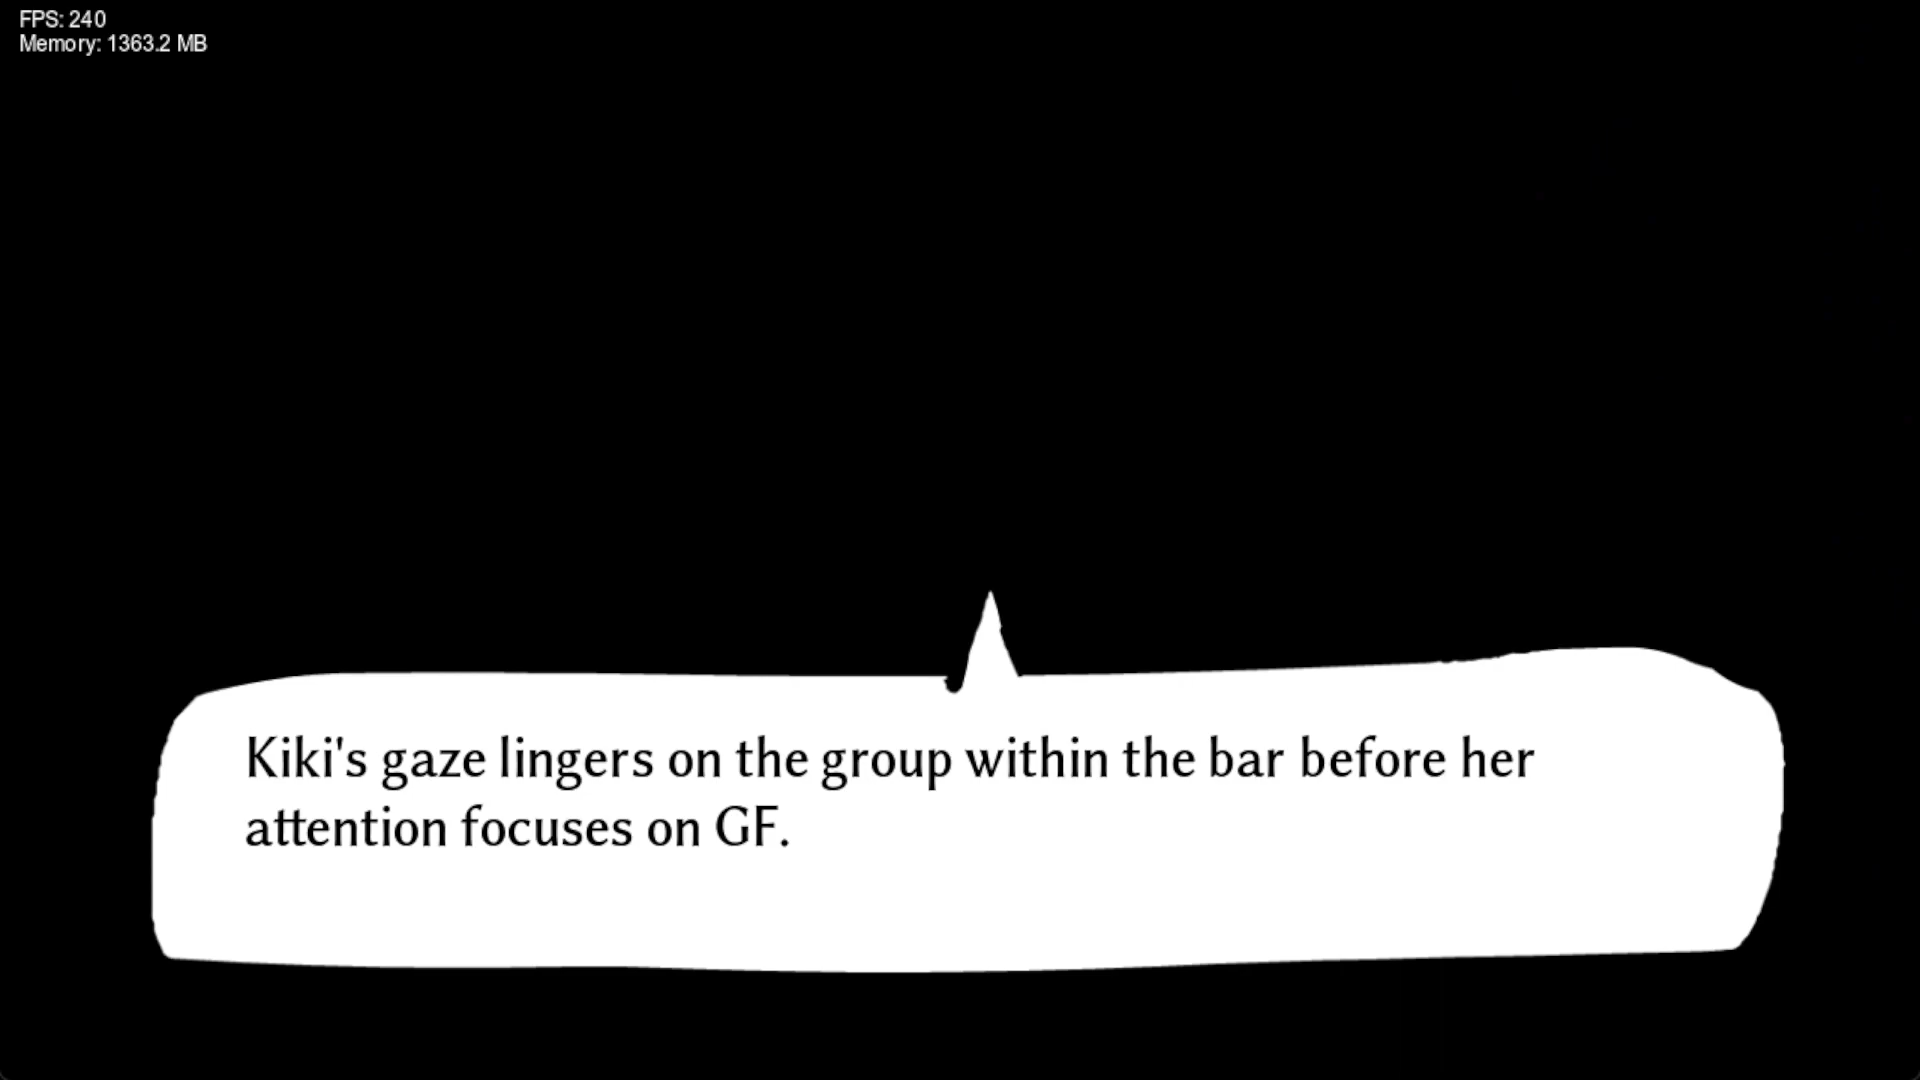 FPS: 240
Memory: 1363.2 MB
Kiki's gaze lingers on the group within the bar before her
attention focuses on GF.